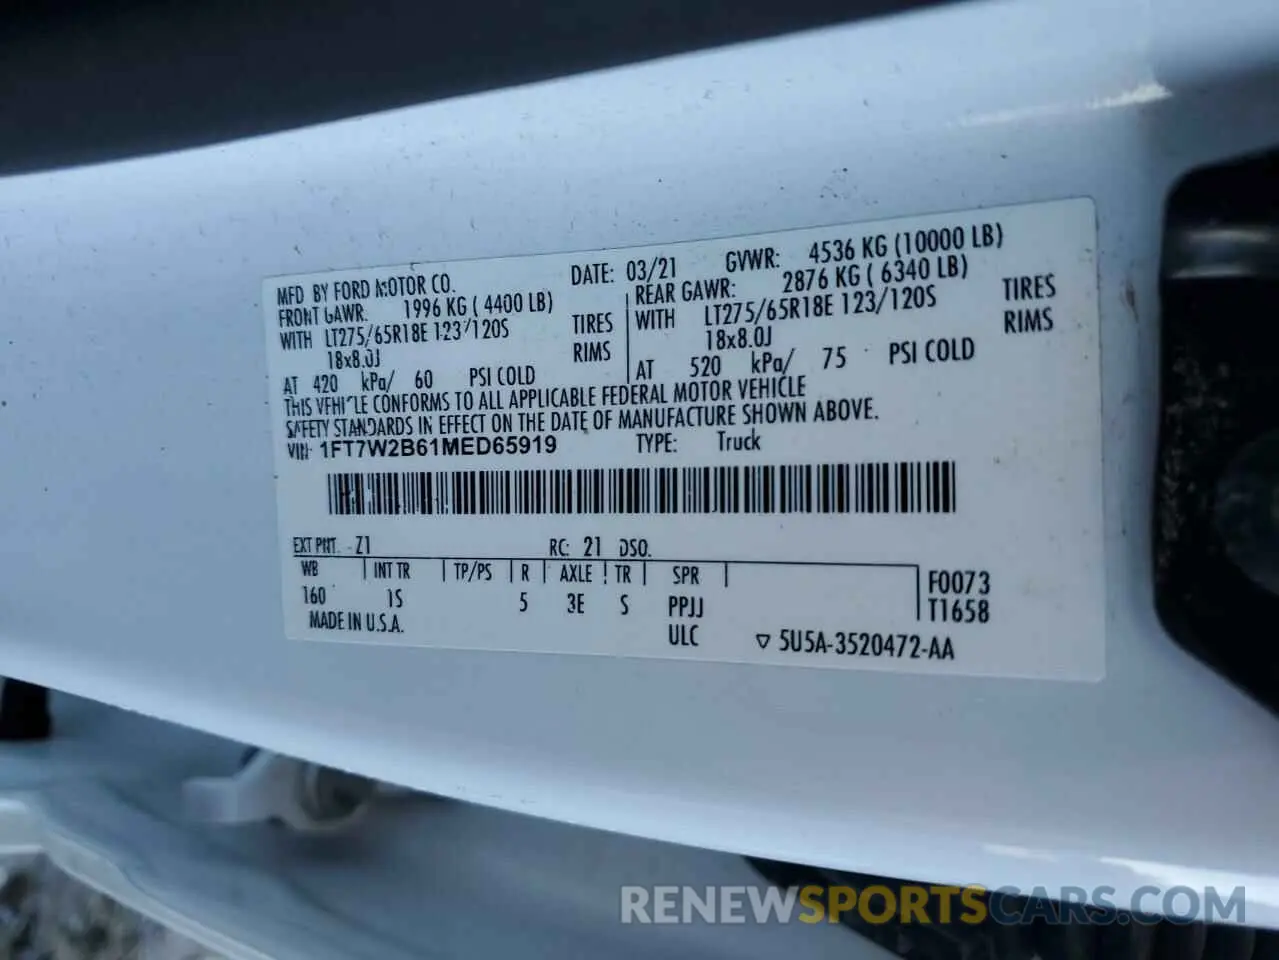 MFD BY FORD MOTOR CO. DATE: 03/21 GVWR: 4536 KG (10000 LB)
FRONT GAWR: 1996 KG ( 4400 LB) REAR GAWR: 2876 KG ( 6340 LB)
WITH LT275/65R18E 123/120S TIRES WITH LT275/65R18E 123/120S TIRES
18x8.0J RIMS 18x8.0J RIMS
AT 420 kPa/ 60 PSI COLD AT 520 kPa/ 75 PSI COLD
THIS VEHICLE CONFORMS TO ALL APPLICABLE FEDERAL MOTOR VEHICLE
SAFETY STANDARDS IN EFFECT ON THE DATE OF MANUFACTURE SHOWN ABOVE.
VIN: 1FT7W2B61MED65919 TYPE: Truck
EXT PNT: Z1 RC: 21 DSO:
WB INT TR TP/PS R AXLE TR SPR F0073
160 1S 5 3E S PPJJ T1658
MADE IN U.S.A. ULC ▽ 5U5A-3520472-AA
RENEWSPORTSCARS.COM